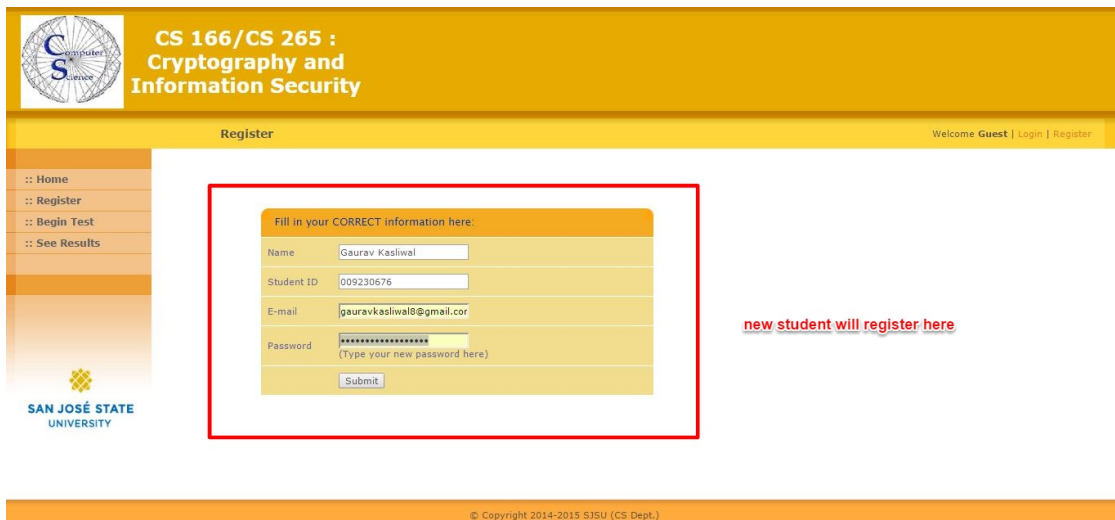 Computer
Science
CS 166/CS 265 :
Cryptography and
Information Security
Register
Welcome Guest | Login | Register
:: Home
:: Register
:: Begin Test
:: See Results
Fill in your CORRECT information here:
Name Gaurav Kasliwal
Student ID 009230676
E-mail gauravkasliwal8@gmail.cor
Password ••••••••••••••••••
(Type your new password here)
Submit
new student will register here
SAN JOSÉ STATE
UNIVERSITY
© Copyright 2014-2015 SJSU (CS Dept.)